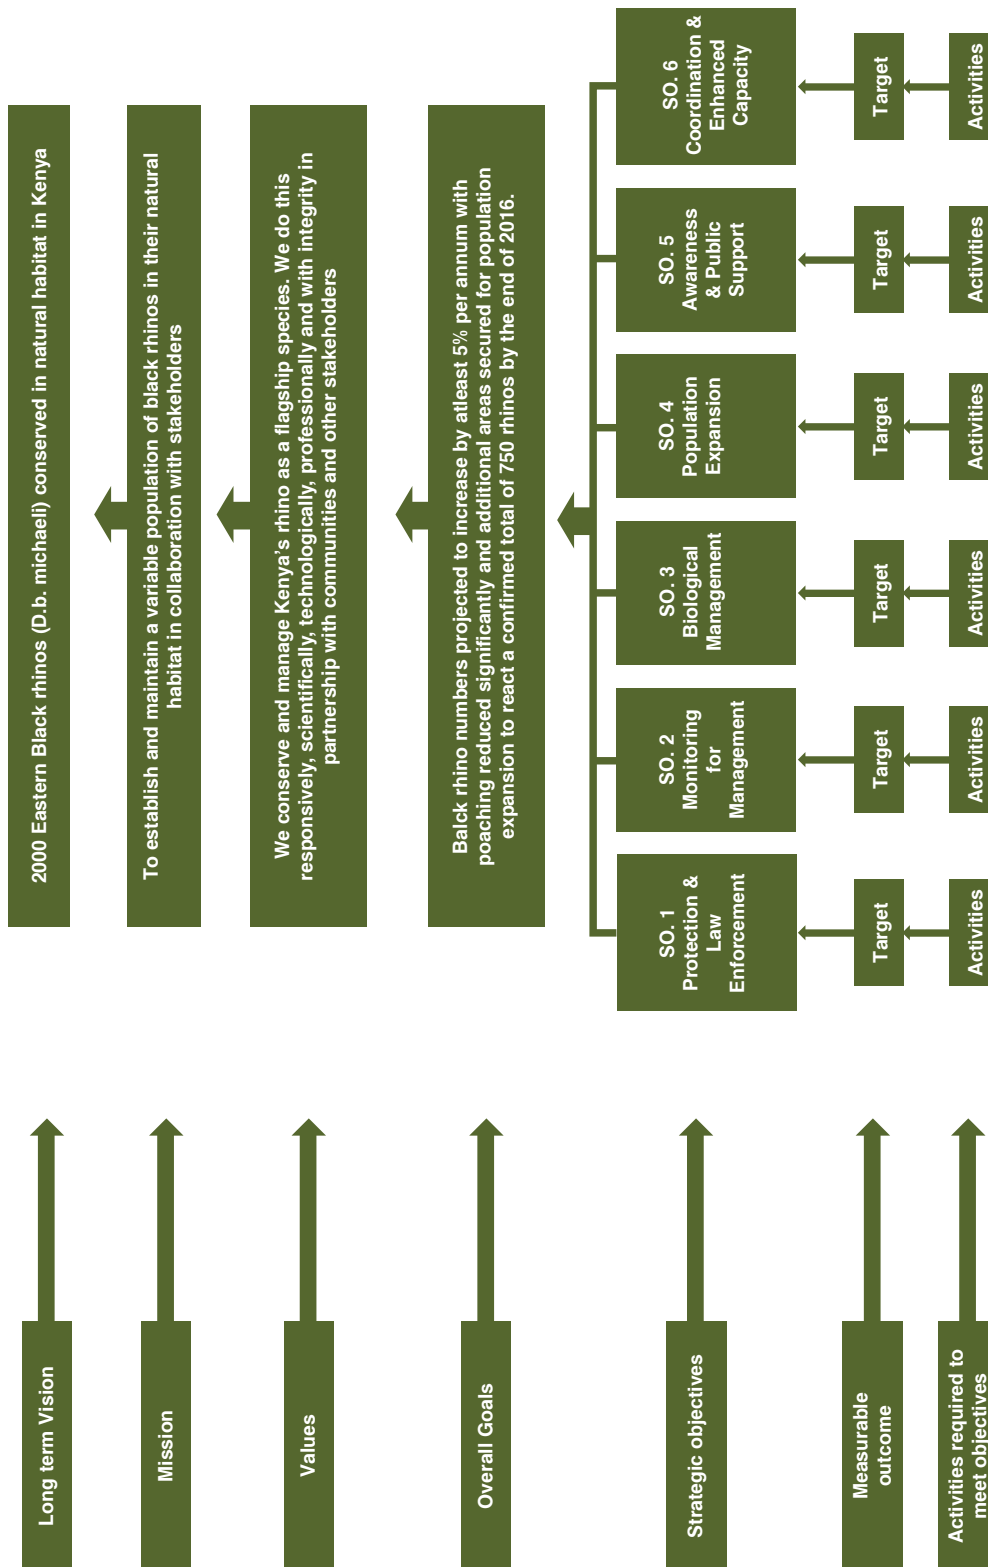 Long term Vision
2000 Eastern Black rhinos (D.b. michaeli) conserved in natural habitat in Kenya
Mission
To establish and maintain a variable population of black rhinos in their natural
habitat in collaboration with stakeholders
Values
We conserve and manage Kenya's rhino as a flagship species. We do this
responsively, scientifically, technologically, professionally and with integrity in
partnership with communities and other stakeholders
Overall Goals
Balck rhino numbers projected to increase by atleast 5% per annum with
poaching reduced significantly and additional areas secured for population
expansion to react a confirmed total of 750 rhinos by the end of 2016.
Strategic objectives
SO. 1
Protection &
Law
Enforcement
SO. 2
Monitoring
for
Management
SO. 3
Biological
Management
SO. 4
Population
Expansion
SO. 5
Awareness
& Public
Support
SO. 6
Coordination &
Enhanced
Capacity
Measurable
outcome
Target
Target
Target
Target
Target
Target
Activities required to
meet objectives
Activities
Activities
Activities
Activities
Activities
Activities